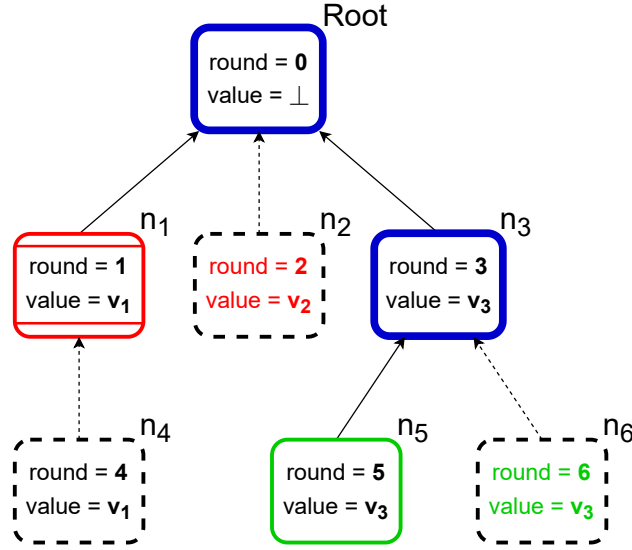 Root
round = 0
value = ⊥
n1
n2
n3
round = 1
value = v1
round = 2
value = v2
round = 3
value = v3
n4
n5
n6
round = 4
value = v1
round = 5
value = v3
round = 6
value = v3